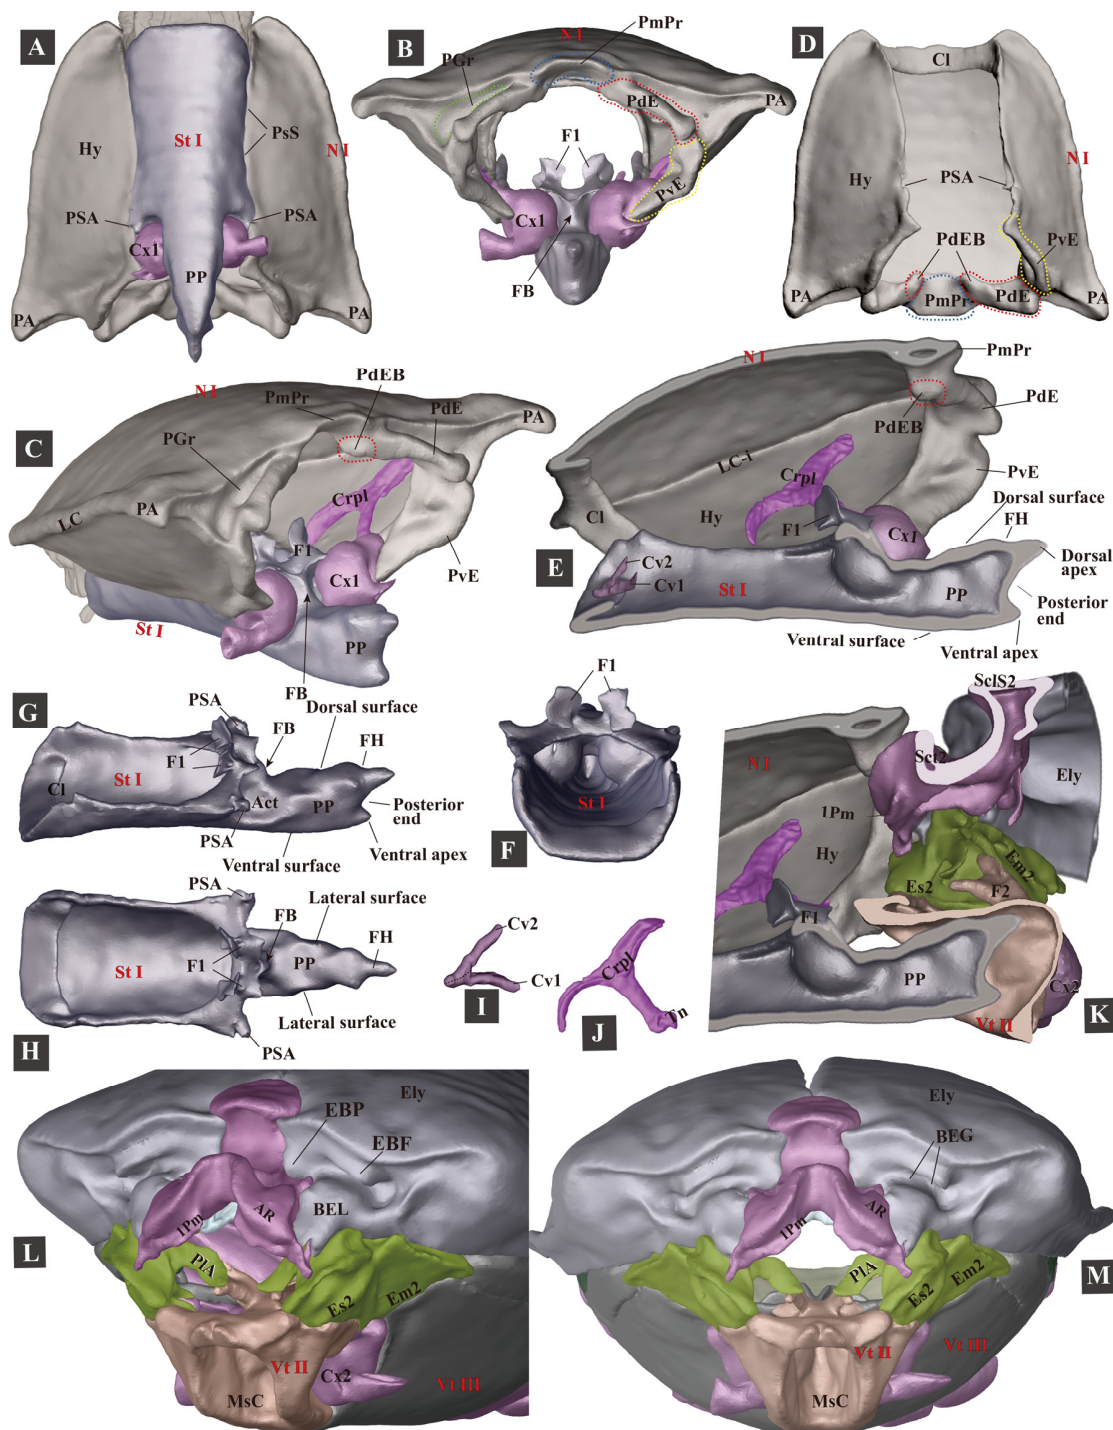 A
St I
PsS
Hy
N I
PSA
PSA
Cx1
PP
PA
PA
B
PmPr
N I
PGr
PdE
PA
F1
PvE
Cx1
FB
D
Cl
N I
Hy
PSA
PdEB
PvE
PA
PmPr
PdE
PA
C
N I
PdEB
PmPr
PdE
PA
PGr
LC
PA
Crpl
F1
Cx1
PvE
St I
PP
FB
E
N I
PmPr
PdE
PdEB
LC-i
Crpl
PvE
Cl
Hy
F1
Cx1
Dorsal surface
FH
Dorsal
apex
Cv2
Cv1
St I
PP
Posterior
end
Ventral surface
Ventral apex
G
PSA
FB
Dorsal surface
FH
F1
St I
Cl
Act
PP
Posterior
end
PSA
Ventral surface
Ventral apex
F1
St I
F
H
PSA
Lateral surface
FB
FH
F1
St I
PP
Lateral surface
PSA
Cv2
Cv1
I
Crpl
Tn
J
SclS2
N I
Sct2
Ely
1Pm
Hy
Em2
Es2
F2
F1
PP
Cv2
Vt II
K
L
Ely
EBP
EBF
BEL
1Pm
AR
PlA
Es2
Em2
Vt II
Cx2
MsC
Vt III
M
Ely
BEG
1Pm
AR
PlA
Es2
Em2
Vt II
Vt III
MsC